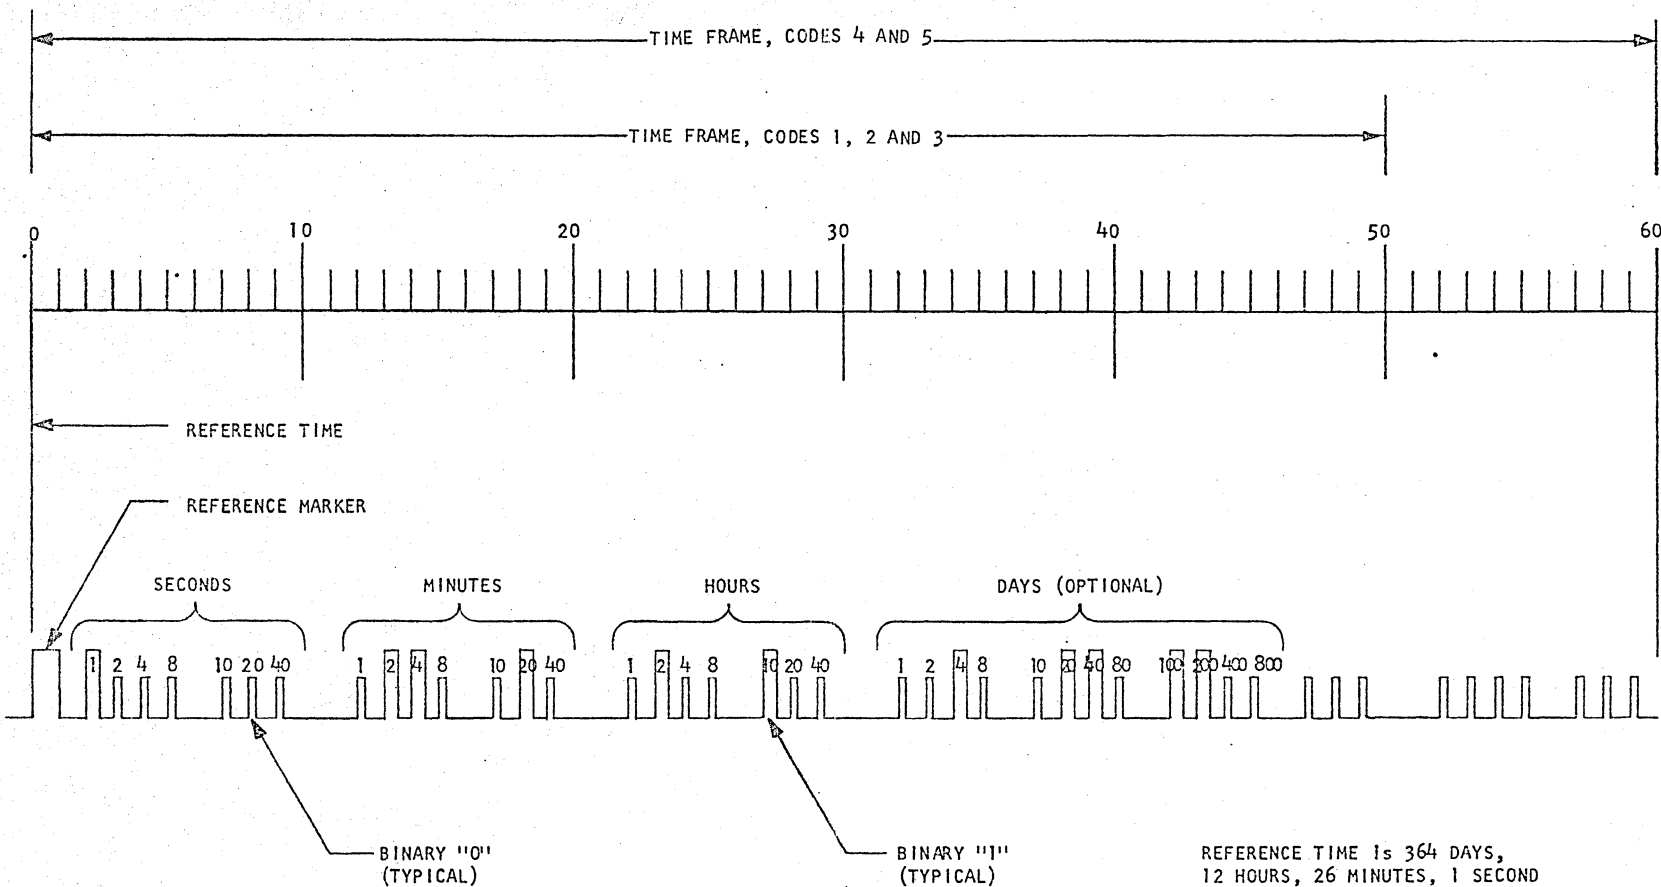 TIME FRAME, CODES 4 AND 5
TIME FRAME, CODES 1, 2 AND 3
0 10 20 30 40 50 60
REFERENCE TIME
REFERENCE MARKER
SECONDS MINUTES HOURS DAYS (OPTIONAL)
1 2 4 8 10 20 40 1 2 4 8 10 20 40 1 2 4 8 10 20 40 1 2 4 8 10 20 40 80 100 200 400 800
BINARY "0"
(TYPICAL)
BINARY "1"
(TYPICAL)
REFERENCE TIME Is 364 DAYS,
12 HOURS, 26 MINUTES, 1 SECOND